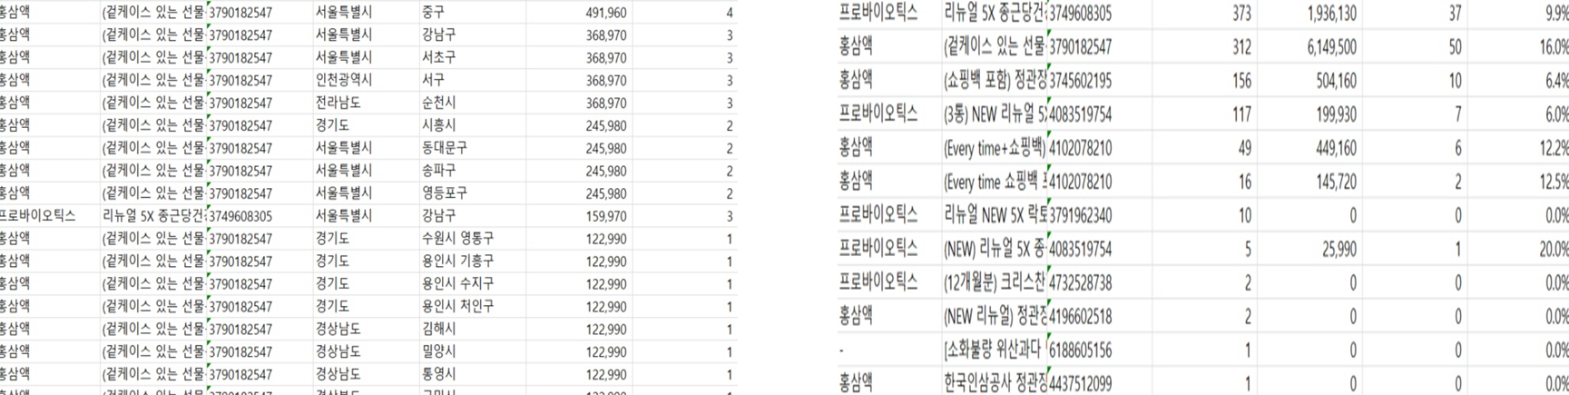 홍삼액 (겉케이스 있는 선물 3790182547 서울특별시 중구 491,960 4
홍삼액 (겉케이스 있는 선물 3790182547 서울특별시 강남구 368,970 3
홍삼액 (겉케이스 있는 선물 3790182547 서울특별시 서초구 368,970 3
홍삼액 (겉케이스 있는 선물 3790182547 인천광역시 서구 368,970 3
홍삼액 (겉케이스 있는 선물 3790182547 전라남도 순천시 368,970 3
홍삼액 (겉케이스 있는 선물 3790182547 경기도 시흥시 245,980 2
홍삼액 (겉케이스 있는 선물 3790182547 서울특별시 동대문구 245,980 2
홍삼액 (겉케이스 있는 선물 3790182547 서울특별시 송파구 245,980 2
홍삼액 (겉케이스 있는 선물 3790182547 서울특별시 영등포구 245,980 2
프로바이오틱스 리뉴얼 5X 종근당건 3749608305 서울특별시 강남구 159,970 3
홍삼액 (겉케이스 있는 선물 3790182547 경기도 수원시 영통구 122,990 1
홍삼액 (겉케이스 있는 선물 3790182547 경기도 용인시 기흥구 122,990 1
홍삼액 (겉케이스 있는 선물 3790182547 경기도 용인시 수지구 122,990 1
홍삼액 (겉케이스 있는 선물 3790182547 경기도 용인시 처인구 122,990 1
홍삼액 (겉케이스 있는 선물 3790182547 경상남도 김해시 122,990 1
홍삼액 (겉케이스 있는 선물 3790182547 경상남도 밀양시 122,990 1
홍삼액 (겉케이스 있는 선물 3790182547 경상남도 통영시 122,990 1
프로바이오틱스 리뉴얼 5X 종근당건 3749608305 373 1,936,130 37 9.9%
홍삼액 (겉케이스 있는 선물 3790182547 312 6,149,500 50 16.0%
홍삼액 (쇼핑백 포함) 정관장 3745602195 156 504,160 10 6.4%
프로바이오틱스 (3통) NEW 리뉴얼 5X 4083519754 117 199,930 7 6.0%
홍삼액 (Every time+쇼핑백) 4102078210 49 449,160 6 12.2%
홍삼액 (Every time 쇼핑백 4102078210 16 145,720 2 12.5%
프로바이오틱스 리뉴얼 NEW 5X 락토 3791962340 10 0 0 0.0%
프로바이오틱스 (NEW) 리뉴얼 5X 종 4083519754 5 25,990 1 20.0%
프로바이오틱스 (12개월분) 크리스찬 4732528738 2 0 0 0.0%
홍삼액 (NEW 리뉴얼) 정관장 4196602518 2 0 0 0.0%
- [소화불량 위산과다 6188605156 1 0 0 0.0%
홍삼액 한국인삼공사 정관장 4437512099 1 0 0 0.0%